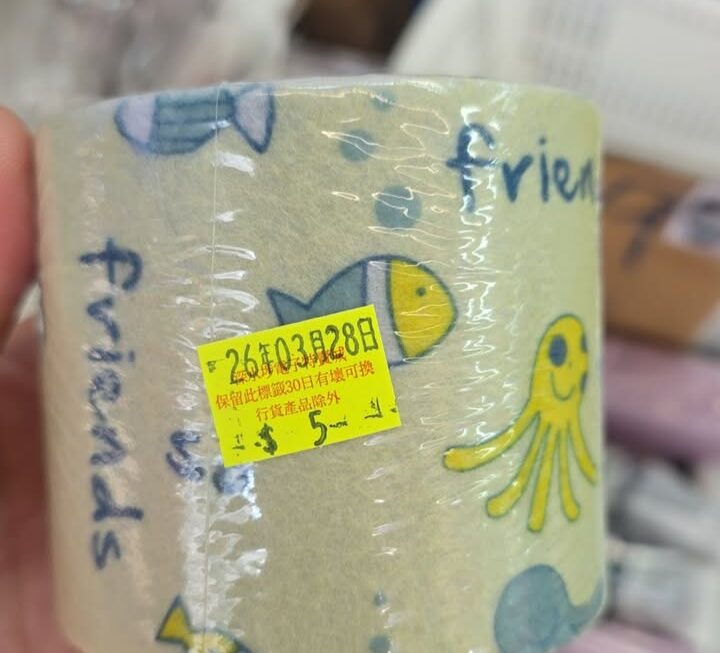 frien
friends
26年03月28日
保留此標籤30日有壞可換
行貨產品除外
$ 5-